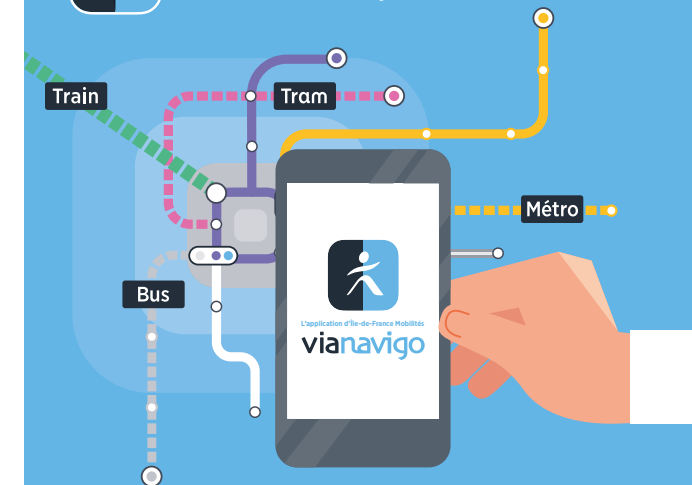 Train
Tram
Métro
Bus
L'application d'Île-de-France Mobilités
vianavigo